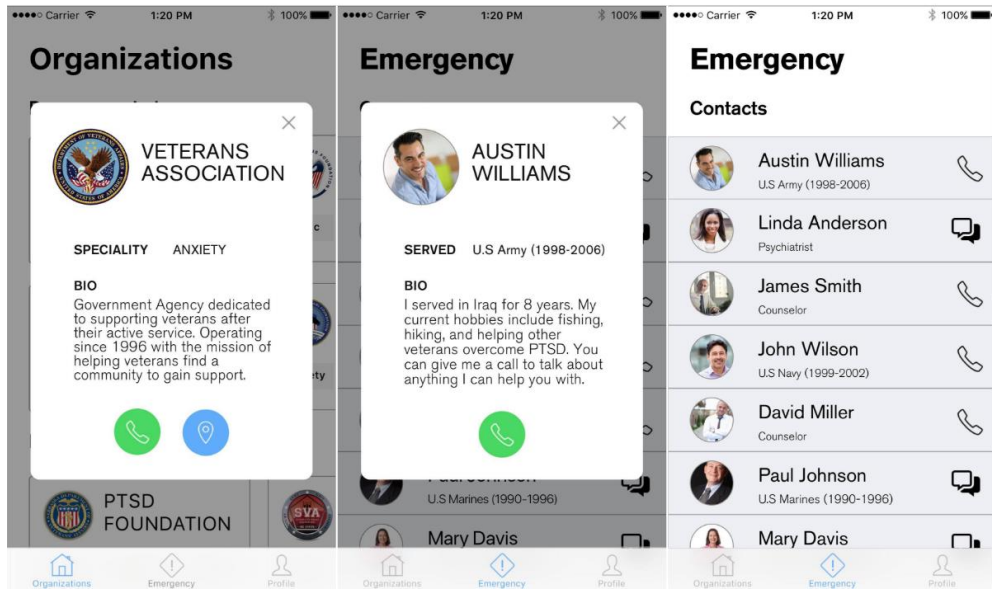 Carrier 1:20 PM 100%
Organizations
VETERANS
ASSOCIATION
SPECIALITY ANXIETY
BIO
Government Agency dedicated
to supporting veterans after
their active service. Operating
since 1996 with the mission of
helping veterans find a
community to gain support.
PTSD
FOUNDATION
SVA
Organizations Emergency Profile
Carrier 1:20 PM 100%
Emergency
AUSTIN
WILLIAMS
SERVED U.S Army (1998-2006)
BIO
I served in Iraq for 8 years. My
current hobbies include fishing,
hiking, and helping other
veterans overcome PTSD. You
can give me a call to talk about
anything I can help you with.
U.S Marines (1990-1996)
Mary Davis
Organizations Emergency Profile
Carrier 1:20 PM 100%
Emergency
Contacts
Austin Williams
U.S Army (1998-2006)
Linda Anderson
Psychiatrist
James Smith
Counselor
John Wilson
U.S Navy (1999-2002)
David Miller
Counselor
Paul Johnson
U.S Marines (1990-1996)
Mary Davis
Organizations Emergency Profile